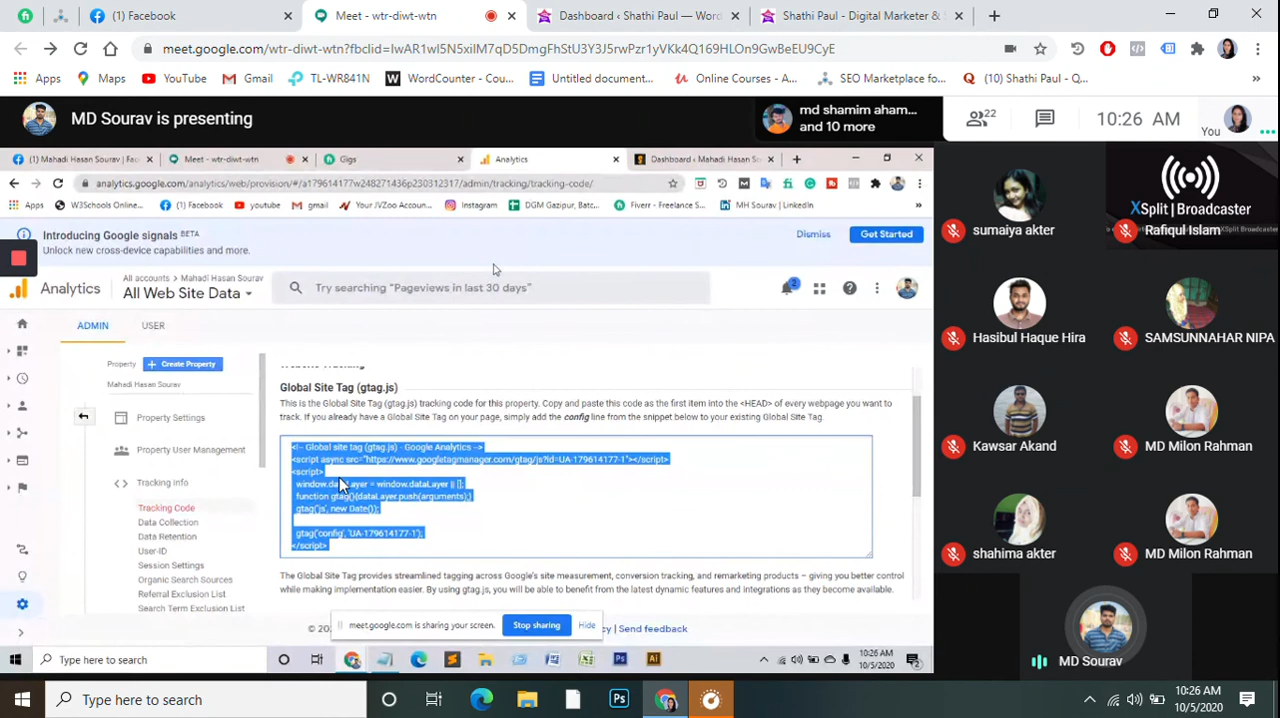 (1) Facebook
Meet - wtr-diwt-wtn
Dashboard ‹ Shathi Paul — Word
Shathi Paul - Digital Marketer &
meet.google.com/wtr-diwt-wtn?fbclid=IwAR1wI5N5xiIM7qD5DmgFhStU3Y3J5rwPzr1yVKk4Q169HLOn9GwBeEU9CyE
Apps
Maps
YouTube
Gmail
TL-WR841N
WordCounter - Cou...
Untitled document...
Online Courses - A...
SEO Marketplace fo...
(10) Shathi Paul - Q...
MD Sourav is presenting
md shamim aham...
and 10 more
22
10:26 AM
You
(1) Mahadi Hasan Sourav | Fac
Meet - wtr-diwt-wtn
Gigs
Analytics
Dashboard ‹ Mahadi Hasan So
analytics.google.com/analytics/web/provision/#/a179614177w248271436p230312317/admin/tracking/tracking-code/
Apps
W3Schools Online...
(1) Facebook
youtube
gmail
Your JVZoo Accoun...
Instagram
DGM Gazipur, Batc...
Fiverr - Freelance S...
MH Sourav | LinkedIn
Introducing Google signals BETA
Unlock new cross-device capabilities and more.
Dismiss
Get Started
Analytics
All accounts > Mahadi Hasan Sourav
All Web Site Data
Try searching "Pageviews in last 30 days"
2
ADMIN
USER
Property
Create Property
Mahadi Hasan Sourav
Property Settings
Property User Management
Tracking Info
Tracking Code
Data Collection
Data Retention
User-ID
Session Settings
Organic Search Sources
Referral Exclusion List
Search Term Exclusion List
Website Tracking
Global Site Tag (gtag.js)
This is the Global Site Tag (gtag.js) tracking code for this property. Copy and paste this code as the first item into the <HEAD> of every webpage you want to
track. If you already have a Global Site Tag on your page, simply add the config line from the snippet below to your existing Global Site Tag.
<!-- Global site tag (gtag.js) - Google Analytics -->
<script async src="https://www.googletagmanager.com/gtag/js?id=UA-179614177-1"></script>
<script>
window.dataLayer = window.dataLayer || [];
function gtag(){dataLayer.push(arguments);}
gtag('js', new Date());
gtag('config', 'UA-179614177-1');
</script>
The Global Site Tag provides streamlined tagging across Google's site measurement, conversion tracking, and remarketing products – giving you better control
while making implementation easier. By using gtag.js, you will be able to benefit from the latest dynamic features and integrations as they become available.
meet.google.com is sharing your screen.
Stop sharing
Hide
| Send feedback
Type here to search
10:26 AM
10/5/2020
sumaiya akter
XSplit | Broadcaster
Rafiqul Islam
Hasibul Haque Hira
SAMSUNNAHAR NIPA
Kawsar Akand
MD Milon Rahman
shahima akter
MD Milon Rahman
MD Sourav
Type here to search
10:26 AM
10/5/2020